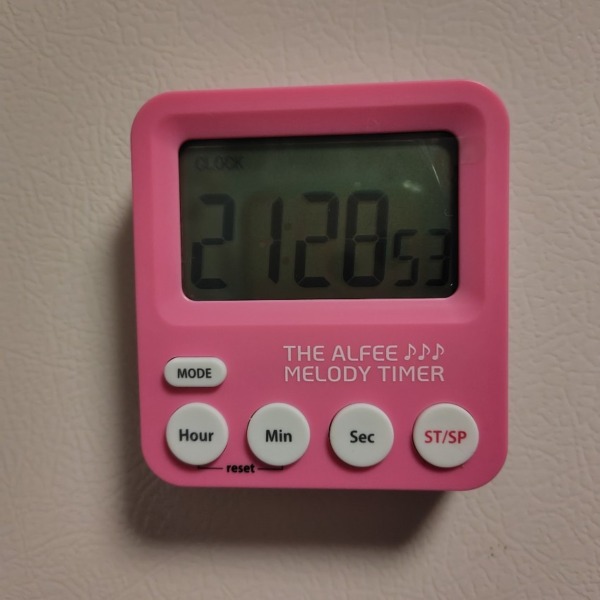 CLOCK
21:28 53
THE ALFEE ♪♪♪
MELODY TIMER
MODE
Hour Min Sec ST/SP
reset